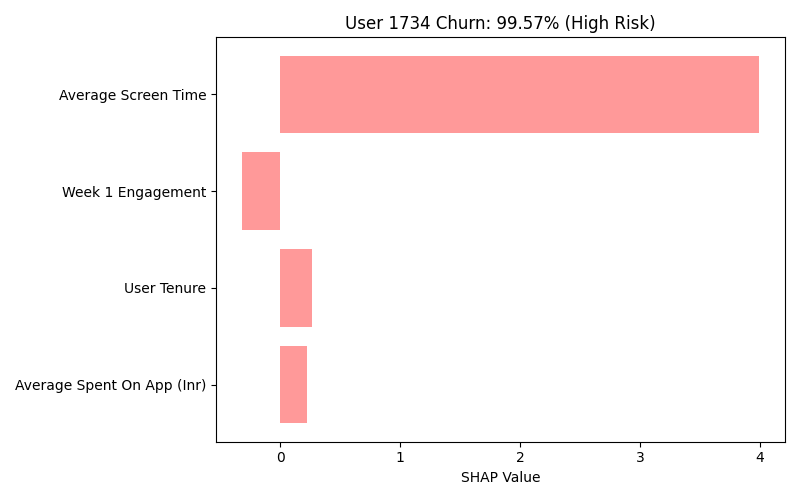 User 1734 Churn: 99.57% (High Risk)
Average Screen Time
Week 1 Engagement
User Tenure
Average Spent On App (Inr)
0 1 2 3 4
SHAP Value